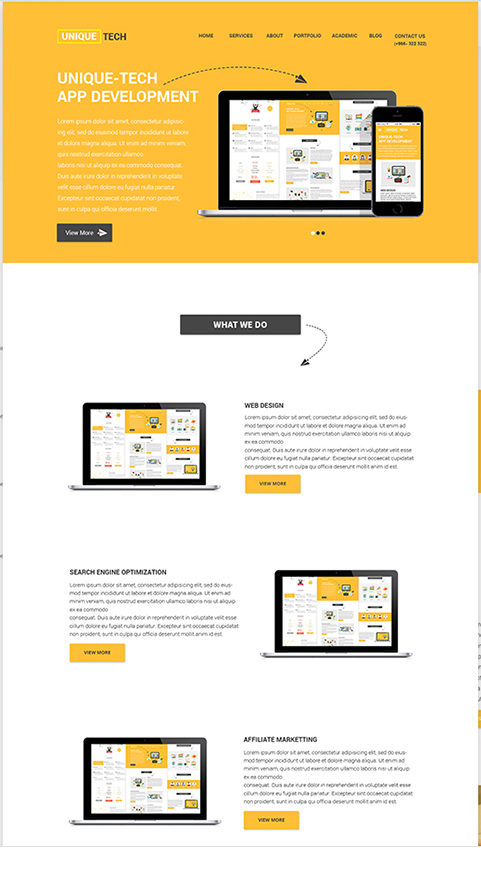 UNIQUE TECH
HOME SERVICES ABOUT PORTFOLIO ACADEMIC BLOG CONTACT US
(+966- 322 322)
UNIQUE-TECH
APP DEVELOPMENT
Lorem ipsum dolor sit amet, consectetur adipiscing
elit, sed do eiusmod tempor incididunt ut labore
et dolore magna aliqua. Ut enim ad minim
veniam, quis nostrud exercitation ullamco
laboris nisi ut aliquip ex ea commodo consequat.
Duis aute irure dolor in reprehenderit in voluptate
velit esse cillum dolore eu fugiat nulla pariatur.
Excepteur sint occaecat cupidatat non proident,
sunt in culpa qui officia deserunt mollit.
View More
WHAT WE DO
WEB DESIGN
Lorem ipsum dolor sit amet, consectetur adipiscing elit, sed do eius-
mod tempor incididunt ut labore et dolore magna aliqua. Ut enim ad
minim veniam, quis nostrud exercitation ullamco laboris nisi ut aliquip
ex ea commodo
consequat. Duis aute irure dolor in reprehenderit in voluptate velit esse
cillum dolore eu fugiat nulla pariatur. Excepteur sint occaecat cupidatat
non proident, sunt in culpa qui officia deserunt mollit anim id est.
VIEW MORE
SEARCH ENGINE OPTIMIZATION
Lorem ipsum dolor sit amet, consectetur adipiscing elit, sed do eius-
mod tempor incididunt ut labore et dolore magna aliqua. Ut enim ad
minim veniam, quis nostrud exercitation ullamco laboris nisi ut aliquip
ex ea commodo
consequat. Duis aute irure dolor in reprehenderit in voluptate velit esse
cillum dolore eu fugiat nulla pariatur. Excepteur sint occaecat cupidatat
non proident, sunt in culpa qui officia deserunt mollit anim id est.
VIEW MORE
AFFILIATE MARKETTING
Lorem ipsum dolor sit amet, consectetur adipiscing elit, sed do eius-
mod tempor incididunt ut labore et dolore magna aliqua. Ut enim ad
minim veniam, quis nostrud exercitation ullamco laboris nisi ut aliquip
ex ea commodo
consequat. Duis aute irure dolor in reprehenderit in voluptate velit esse
cillum dolore eu fugiat nulla pariatur. Excepteur sint occaecat cupidatat
non proident, sunt in culpa qui officia deserunt mollit anim id est.
VIEW MORE